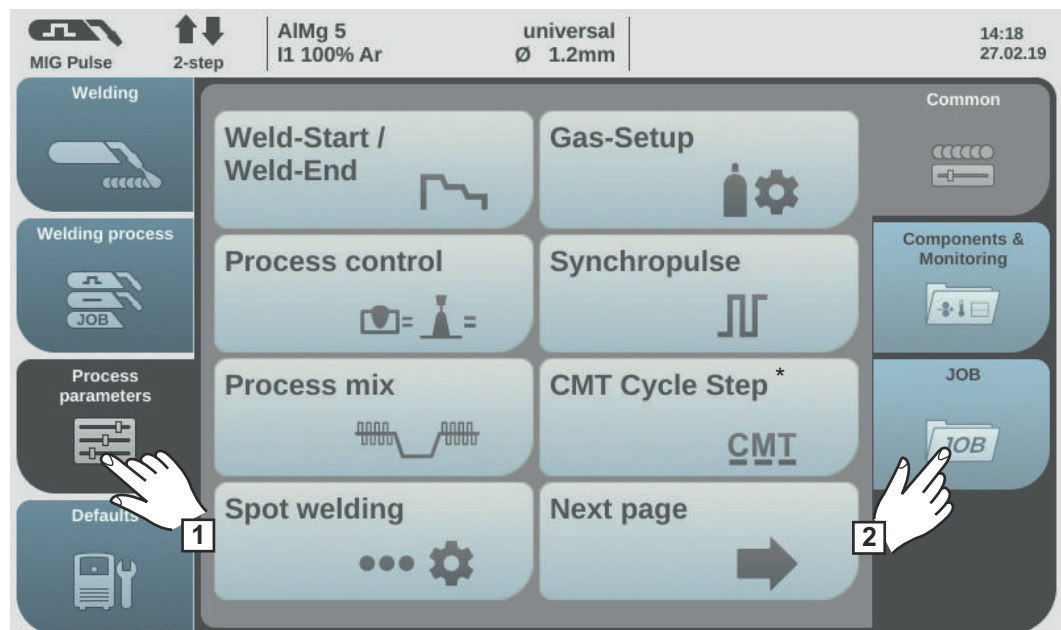 MIG Pulse
2-step
AlMg 5
I1 100% Ar
universal
Ø 1.2mm
14:18
27.02.19
Welding
Welding process
JOB
Process
parameters
Defaults
1
Weld-Start /
Weld-End
Gas-Setup
Process control
=
=
Synchropulse
Process mix
CMT Cycle Step *
CMT
Spot welding
Next page
Common
Components &
Monitoring
JOB
JOB
2